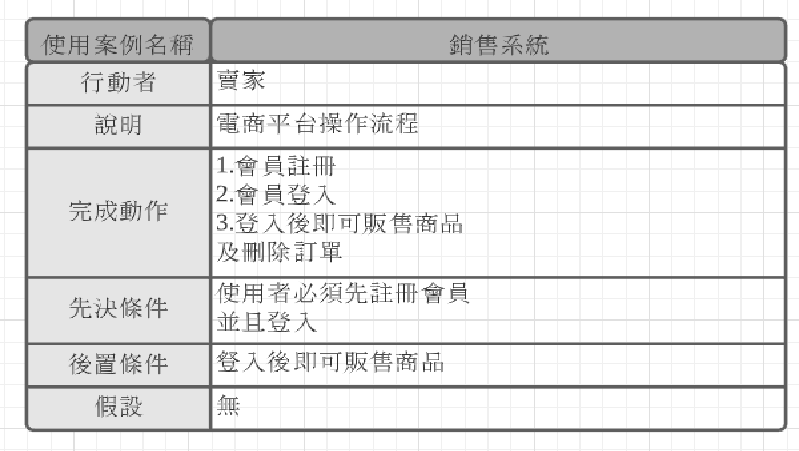 使用案例名稱 銷售系統
行動者 賣家
說明 電商平台操作流程
完成動作
1.會員註冊
2.會員登入
3.登入後即可販售商品
及刪除訂單
先決條件
使用者必須先註冊會員
並且登入
後置條件 登入後即可販售商品
假設 無